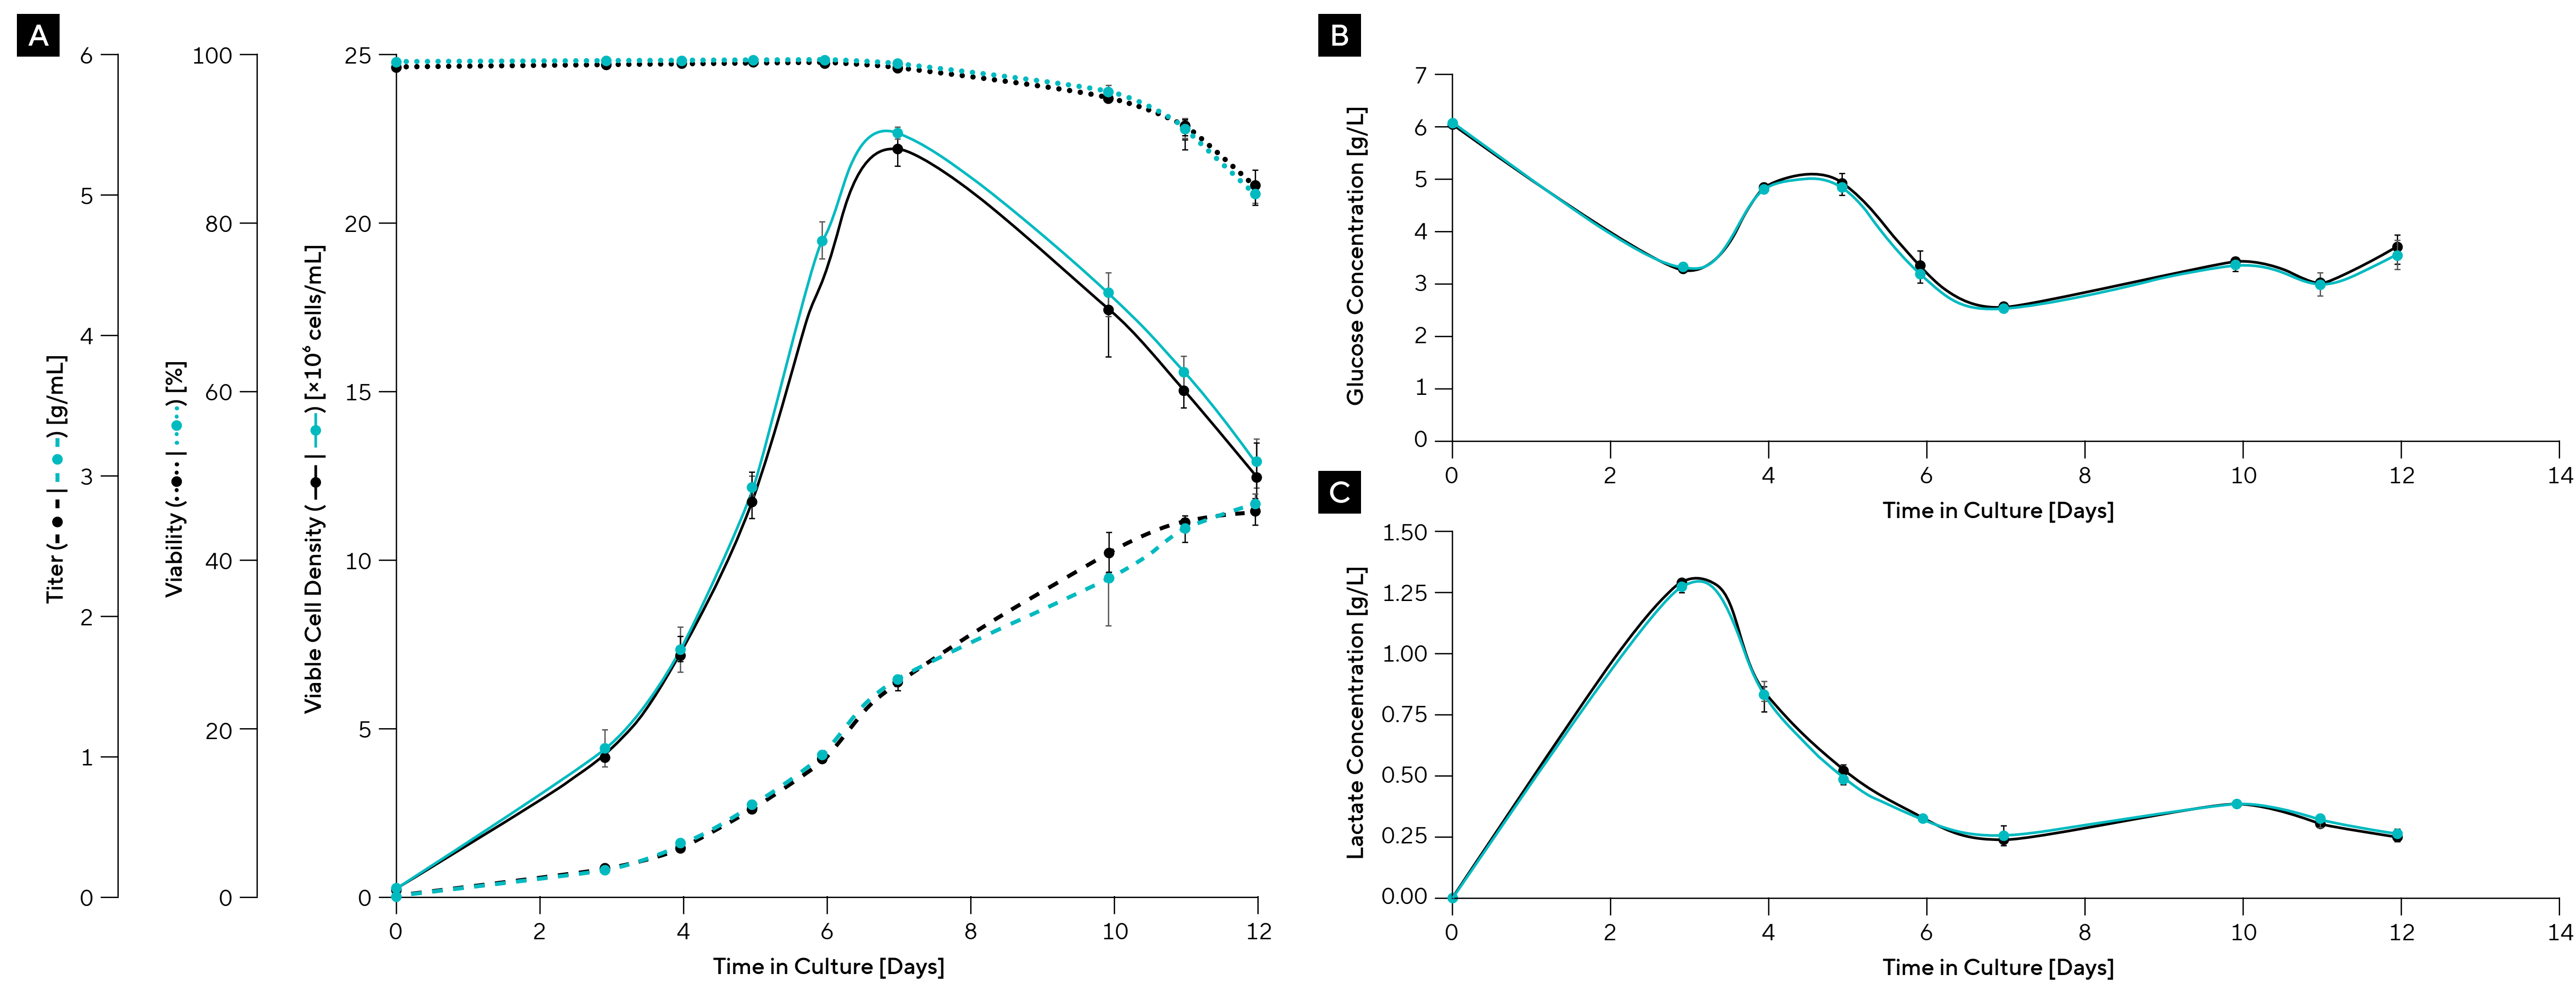 A
Titer ( | ) [g/mL]
6
5
4
3
2
1
0
Viability ( | ) [%]
100
80
60
40
20
0
Viable Cell Density ( | ) [×10⁶ cells/mL]
25
20
15
10
5
0
0 2 4 6 8 10 12
Time in Culture [Days]
B
Glucose Concentration [g/L]
7
6
5
4
3
2
1
0
0 2 4 6 8 10 12 14
Time in Culture [Days]
C
Lactate Concentration [g/L]
1.50
1.25
1.00
0.75
0.50
0.25
0.00
0 2 4 6 8 10 12 14
Time in Culture [Days]